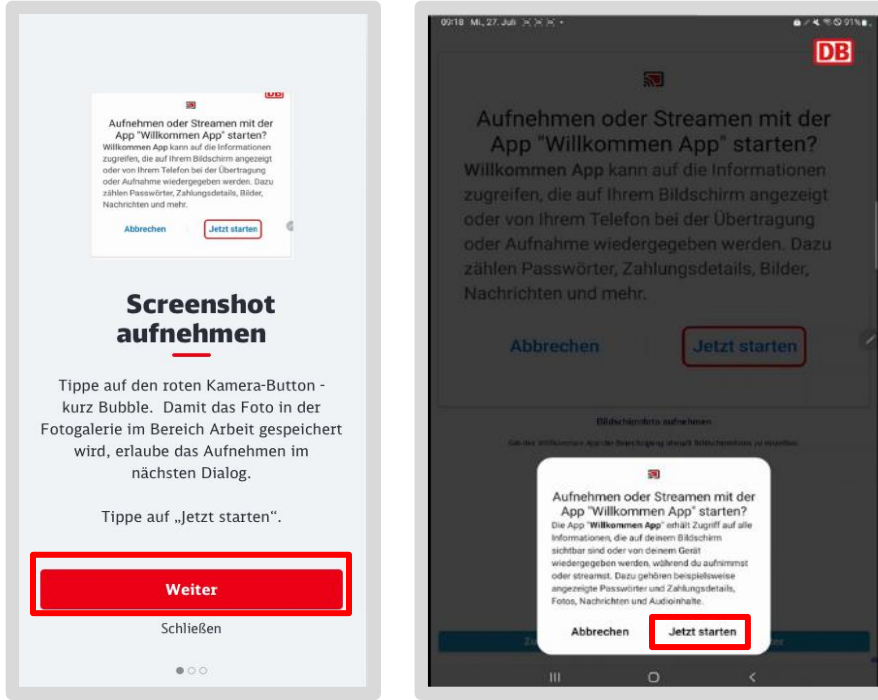 DB
Aufnehmen oder Streamen mit der
App "Willkommen App" starten?
Willkommen App kann auf die Informationen
zugreifen, die auf Ihrem Bildschirm angezeigt
oder von Ihrem Telefon bei der Übertragung
oder Aufnahme wiedergegeben werden. Dazu
zählen Passwörter, Zahlungsdetails, Bilder,
Nachrichten und mehr.
Abbrechen Jetzt starten
Screenshot
aufnehmen
Tippe auf den roten Kamera-Button -
kurz Bubble. Damit das Foto in der
Fotogalerie im Bereich Arbeit gespeichert
wird, erlaube das Aufnehmen im
nächsten Dialog.
Tippe auf „Jetzt starten“.
Weiter
Schließen
09:18 Mi., 27. Juli 91%
DB
Aufnehmen oder Streamen mit der
App "Willkommen App" starten?
Willkommen App kann auf die Informationen
zugreifen, die auf Ihrem Bildschirm angezeigt
oder von Ihrem Telefon bei der Übertragung
oder Aufnahme wiedergegeben werden. Dazu
zählen Passwörter, Zahlungsdetails, Bilder,
Nachrichten und mehr.
Abbrechen Jetzt starten
Bildschirmfoto aufnehmen
Aufnehmen oder Streamen mit der
App "Willkommen App" starten?
Die App "Willkommen App" erhält Zugriff auf alle
Informationen, die auf deinem Bildschirm
sichtbar sind oder von deinem Gerät
wiedergegeben werden, während du aufnimmst
oder streamst. Dazu gehören beispielsweise
angezeigte Passwörter und Zahlungsdetails,
Fotos, Nachrichten und Audioinhalte.
Abbrechen Jetzt starten